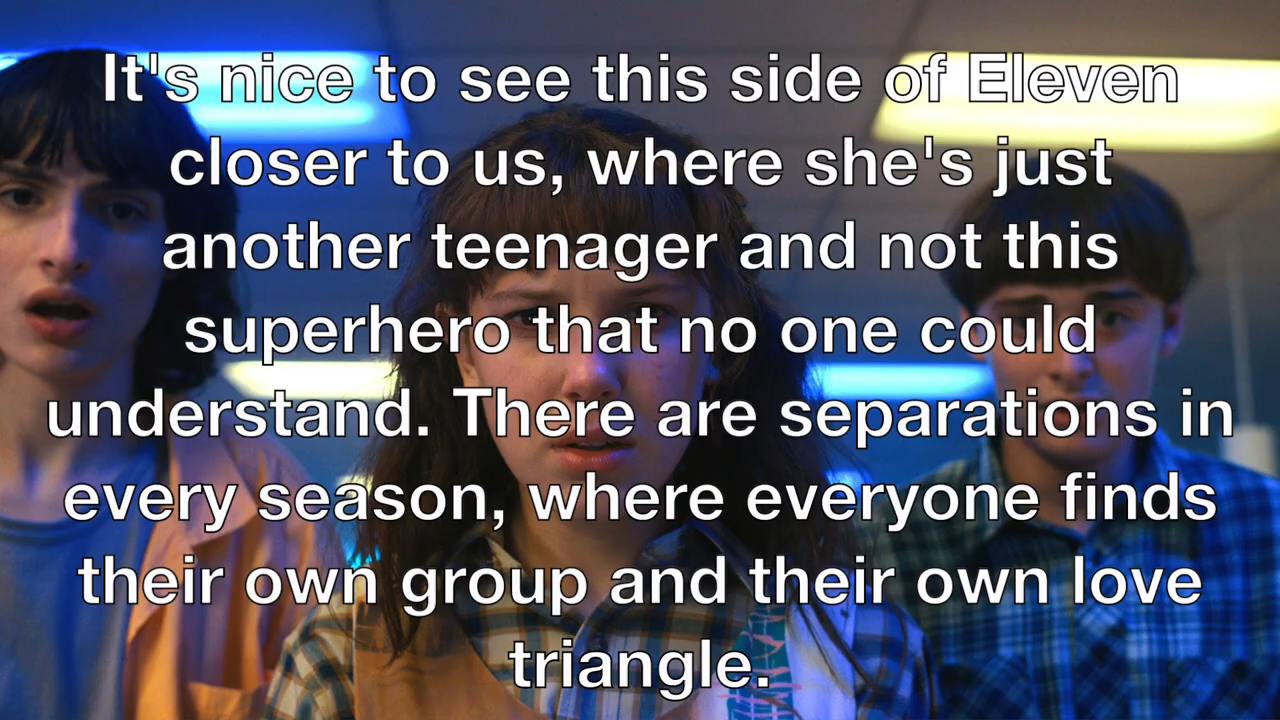 It's nice to see this side of Eleven
closer to us, where she's just
another teenager and not this
superhero that no one could
understand. There are separations in
every season, where everyone finds
their own group and their own love
triangle.